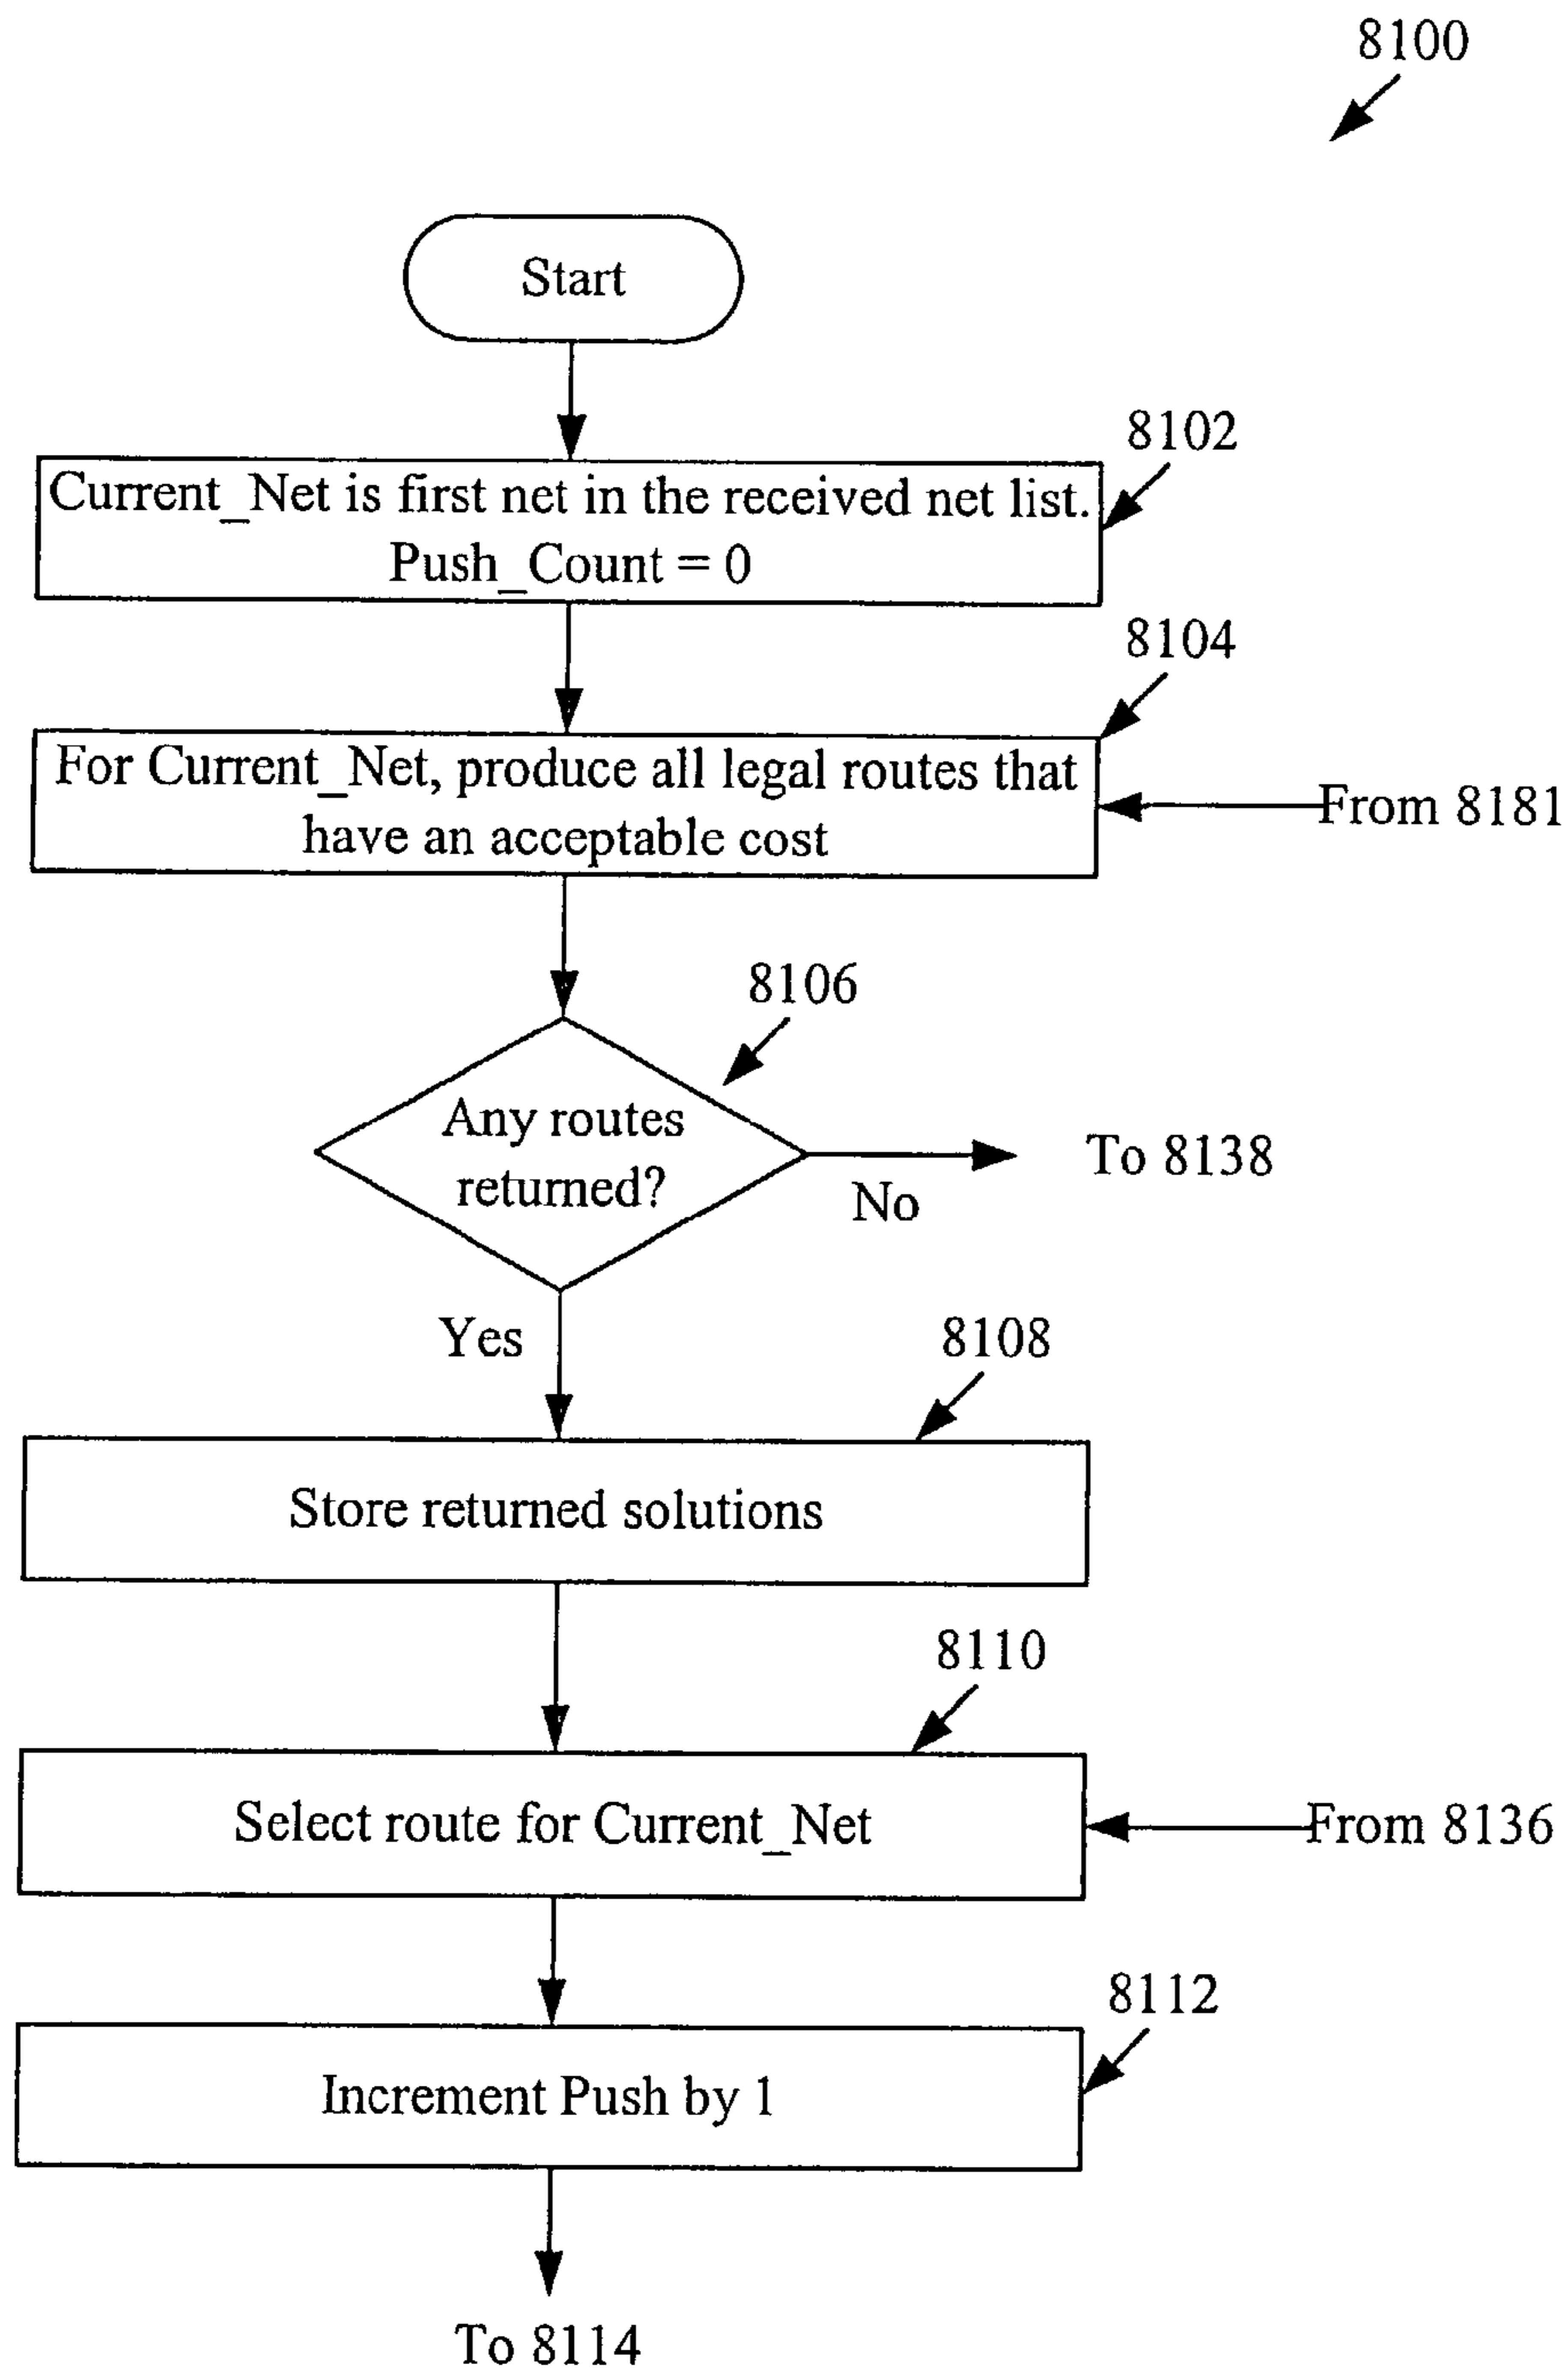 8100
Start
8102
Current_Net is first net in the received net list.
Push_Count = 0
8104
For Current_Net, produce all legal routes that
have an acceptable cost
From 8181
8106
Any routes
returned?
To 8138
No
Yes
8108
Store returned solutions
8110
Select route for Current_Net
From 8136
8112
Increment Push by 1
To 8114